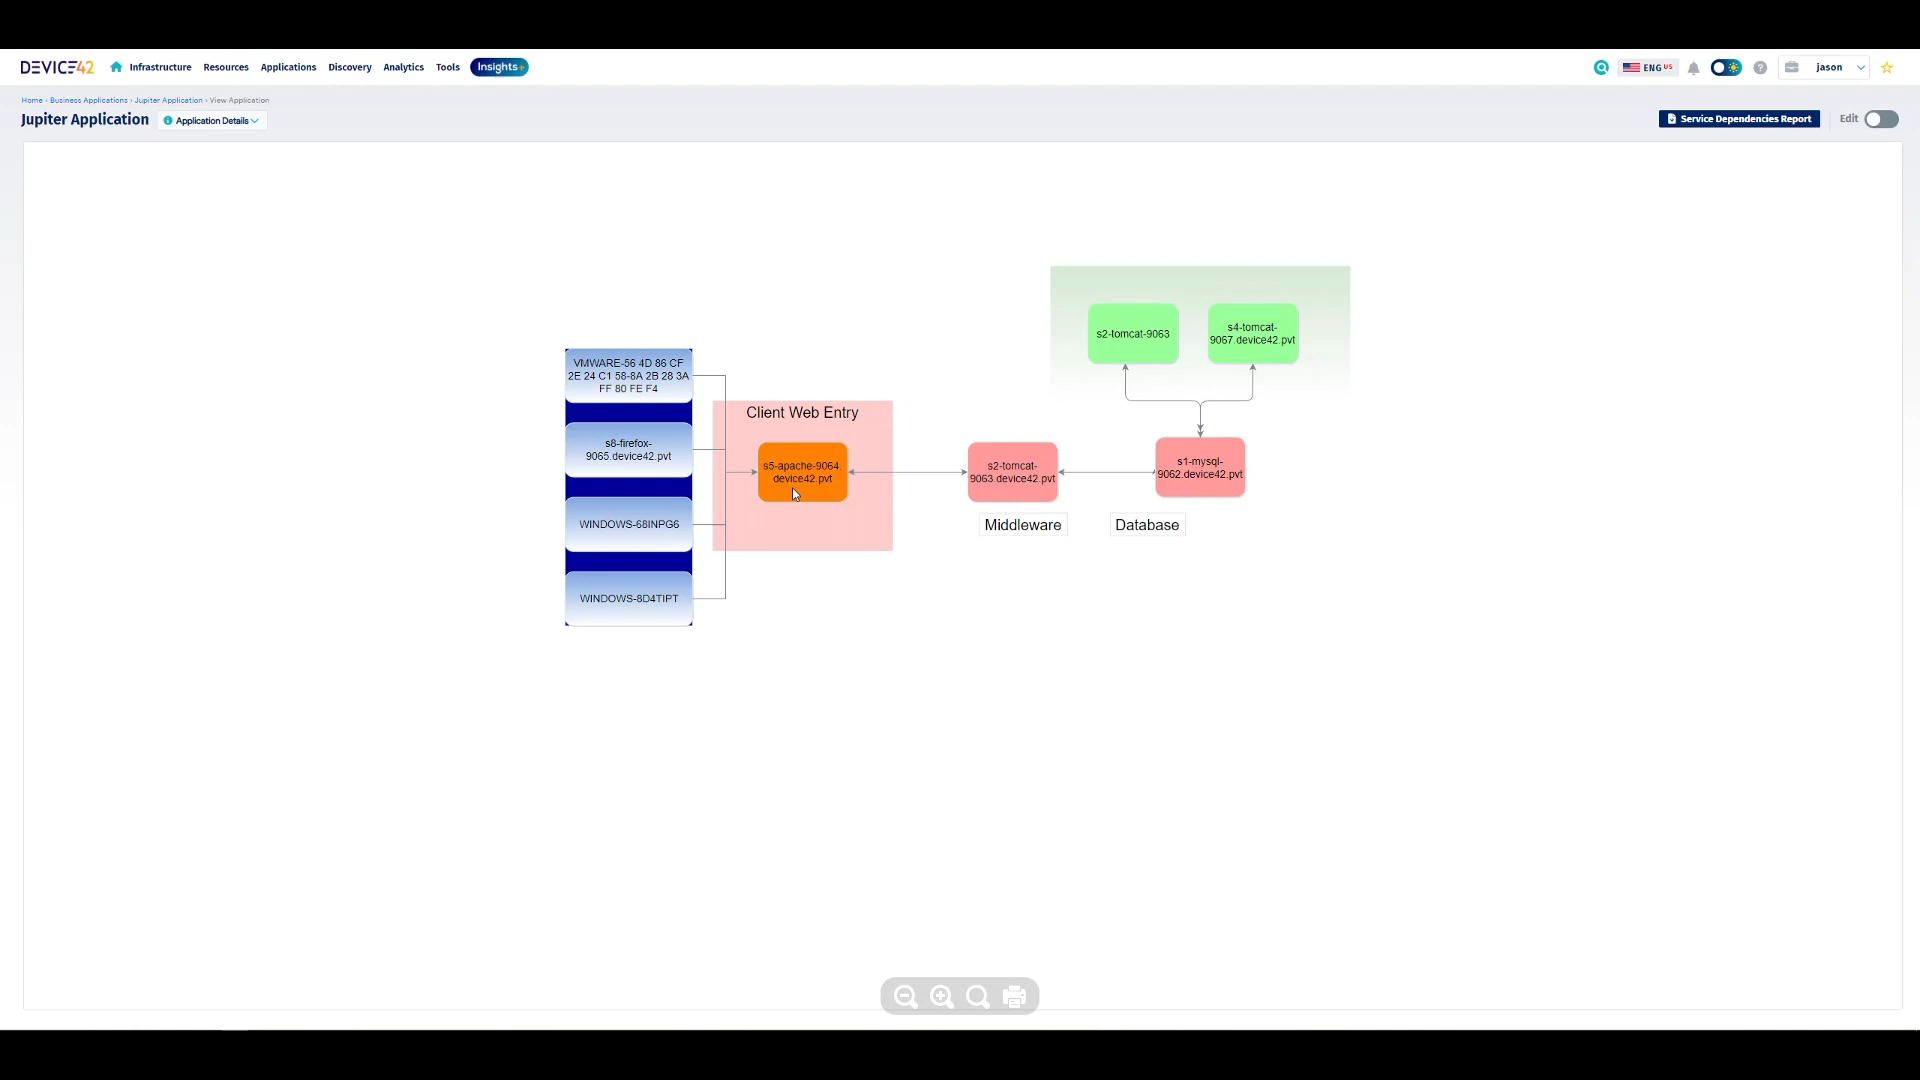 DEVICE42 Infrastructure Resources Applications Discovery Analytics Tools Insights+ ENG US jason
Home › Business Applications › Jupiter Application › View Application
Jupiter Application Application Details Service Dependencies Report Edit
s2-tomcat-9063
s4-tomcat-
9067.device42.pvt
VMWARE-56 4D 86 CF
2E 24 C1 58-8A 2B 28 3A
FF 80 FE F4
s8-firefox-
9065.device42.pvt
WINDOWS-68INPG6
WINDOWS-8D4TIPT
Client Web Entry
s5-apache-9064.
device42.pvt
s2-tomcat-
9063.device42.pvt
s1-mysql-
9062.device42.pvt
Middleware
Database